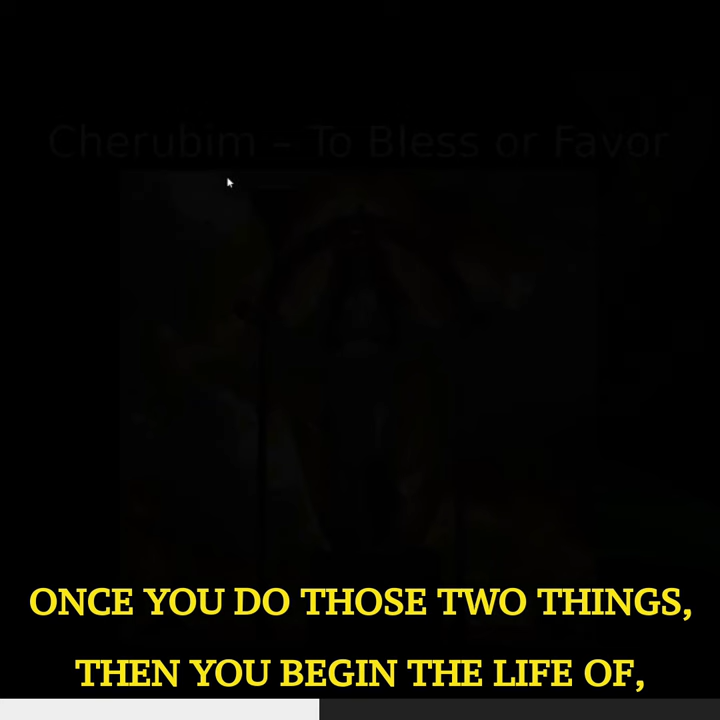 Cherubim – To Bless or Favor
ONCE YOU DO THOSE TWO THINGS,
THEN YOU BEGIN THE LIFE OF,